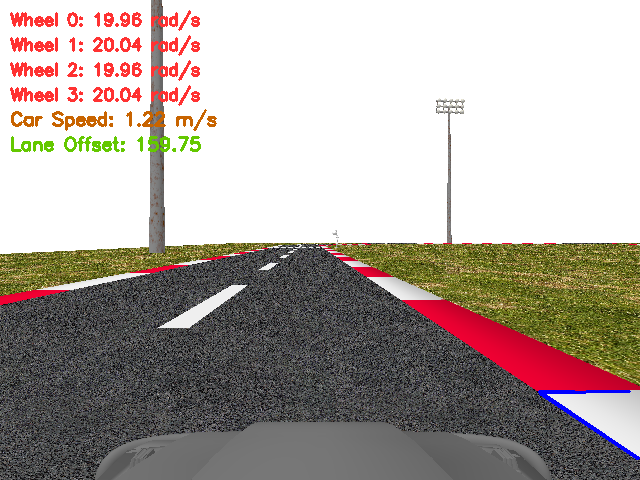 Wheel 0: 19.96 rad/s
Wheel 1: 20.04 rad/s
Wheel 2: 19.96 rad/s
Wheel 3: 20.04 rad/s
Car Speed: 1.22 m/s
Lane Offset: 159.75